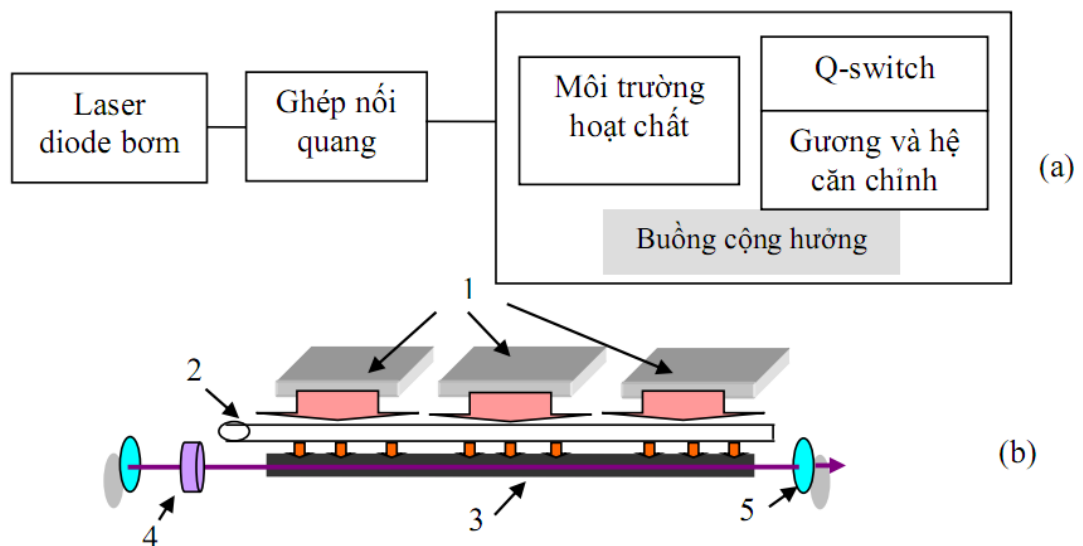 Laser
diode bơm
Ghép nối
quang
Môi trường
hoạt chất
Q-switch
Gương và hệ
căn chỉnh
Buồng cộng hưởng
(a)
1
2
(b)
4
3
5